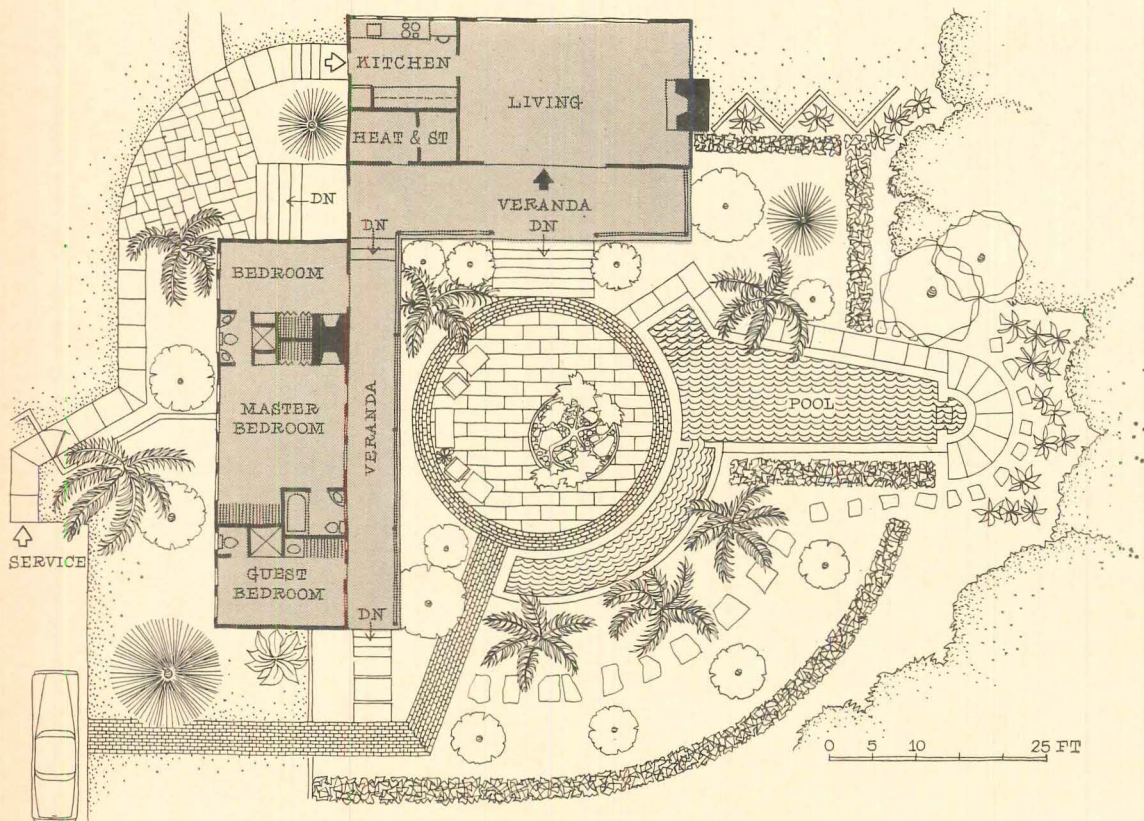 KITCHEN
LIVING
HEAT & ST
DN
VERANDA
DN
DN
BEDROOM
MASTER
BEDROOM
VERANDA
POOL
SERVICE
GUEST
BEDROOM
DN
0 5 10 25 FT